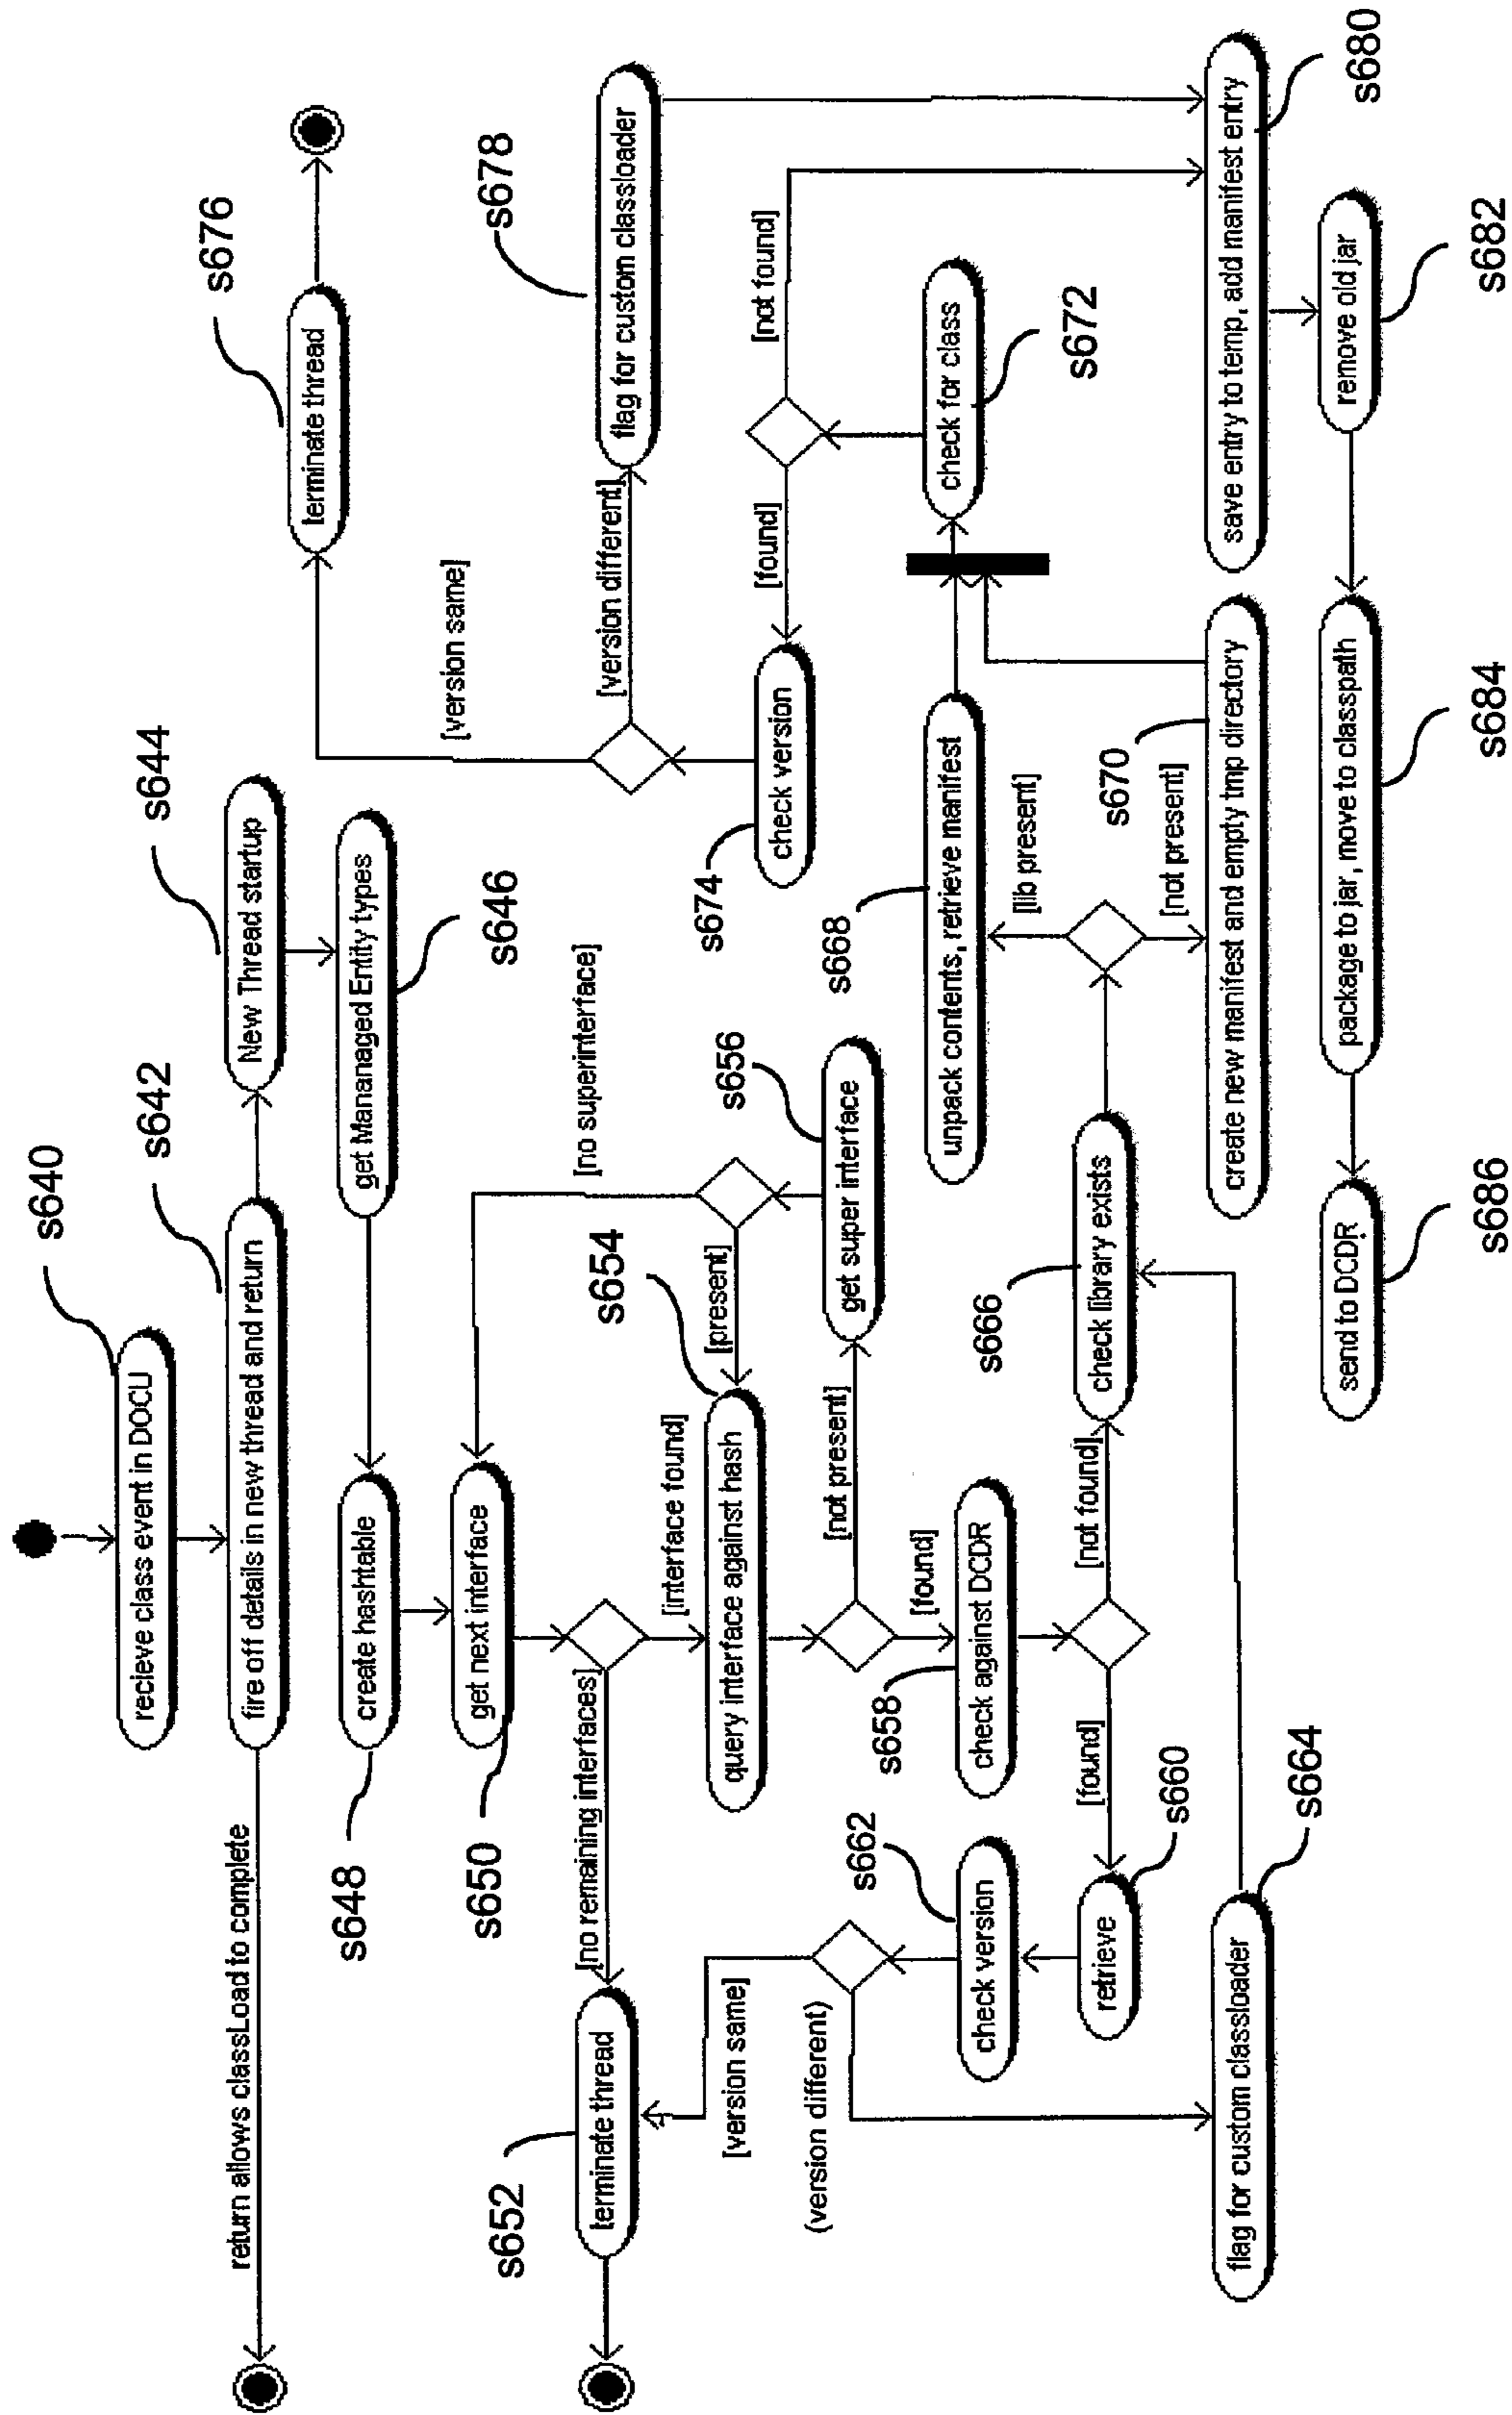 s640
recieve class event in DOCU
s642
fire off details in new thread and return
return allows classLoad to complete
s644
New Thread startup
get Mananaged Entity types
s646
create hashtable
s648
get next interface
s650
[no remaining interfaces]
[interface found]
terminate thread
s652
query interface against hash
s654
[present]
[no superinterface]
get super interface
s656
[not present]
[found]
check against DCDR
s658
[not found]
[found]
retrieve
s660
check version
s662
[version same]
(version different)
flag for custom classloader
s664
check library exists
s666
[lib present]
[not present]
unpack contents, retrieve manifest
s668
create new manifest and empty tmp directory
s670
check for class
s672
[found]
[not found]
check version
s674
[version same]
[version different]
terminate thread
s676
flag for custom classloader
s678
save entry to temp, add manifest entry
s680
remove old jar
s682
package to jar, move to classpath
s684
send to DCDR
s686